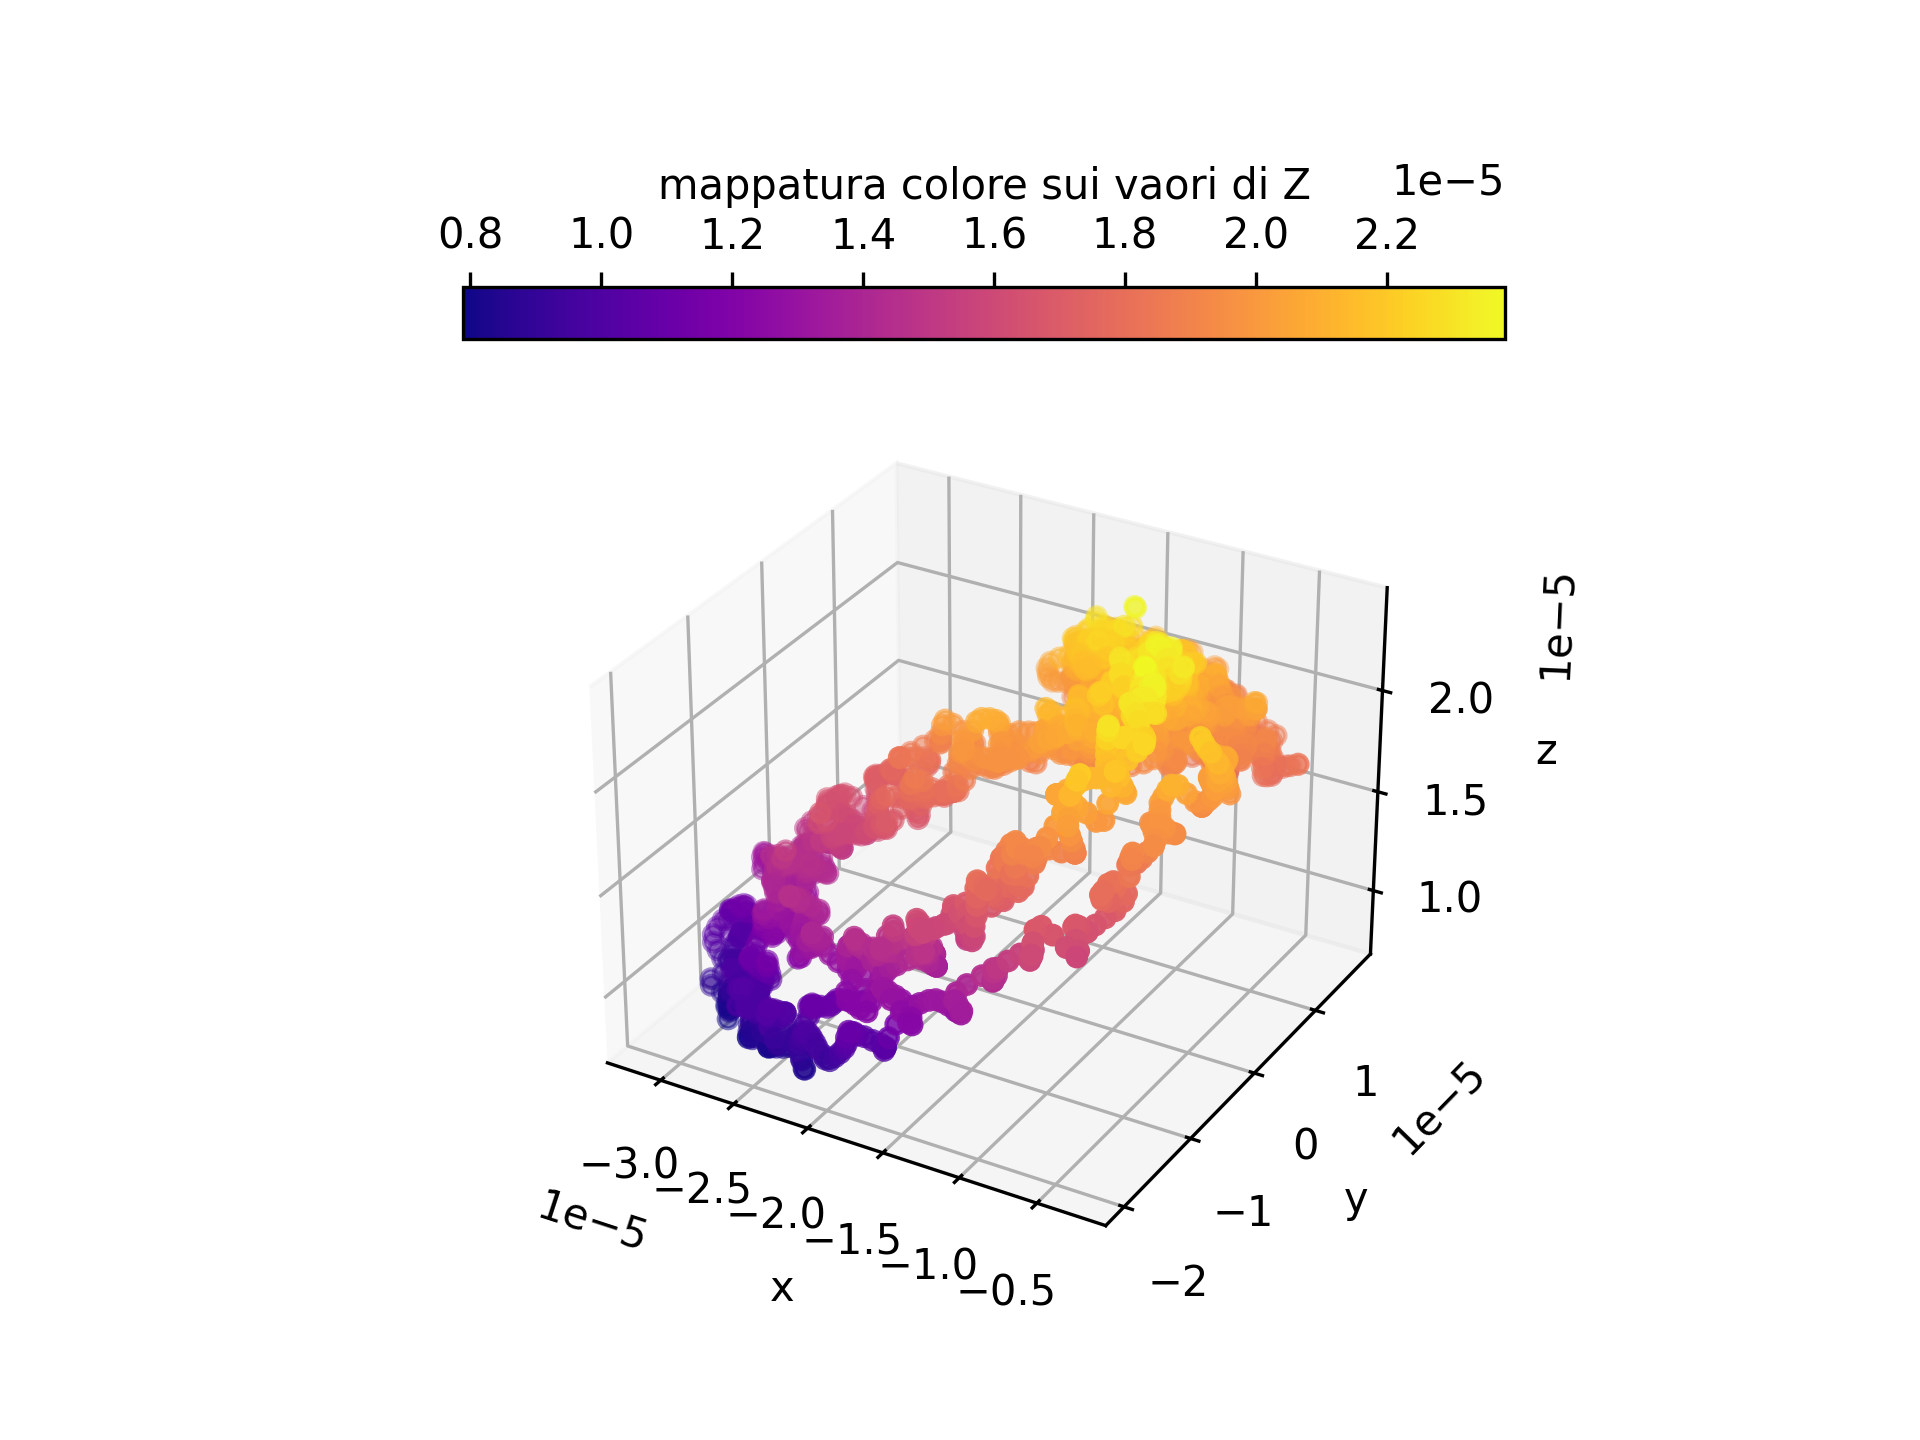 mappatura colore sui vaori di Z
1e−5
0.8 1.0 1.2 1.4 1.6 1.8 2.0 2.2
1e−5
2.0
z
1.5
1.0
1
1e−5
0
y
−1
−2
−3.0
−2.5
−2.0
−1.5
−1.0
−0.5
1e−5
x